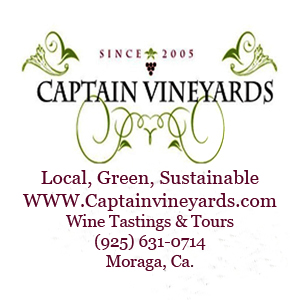 SINCE 2005
CAPTAIN VINEYARDS
Local, Green, Sustainable
WWW.Captainvineyards.com
Wine Tastings & Tours
(925) 631-0714
Moraga, Ca.